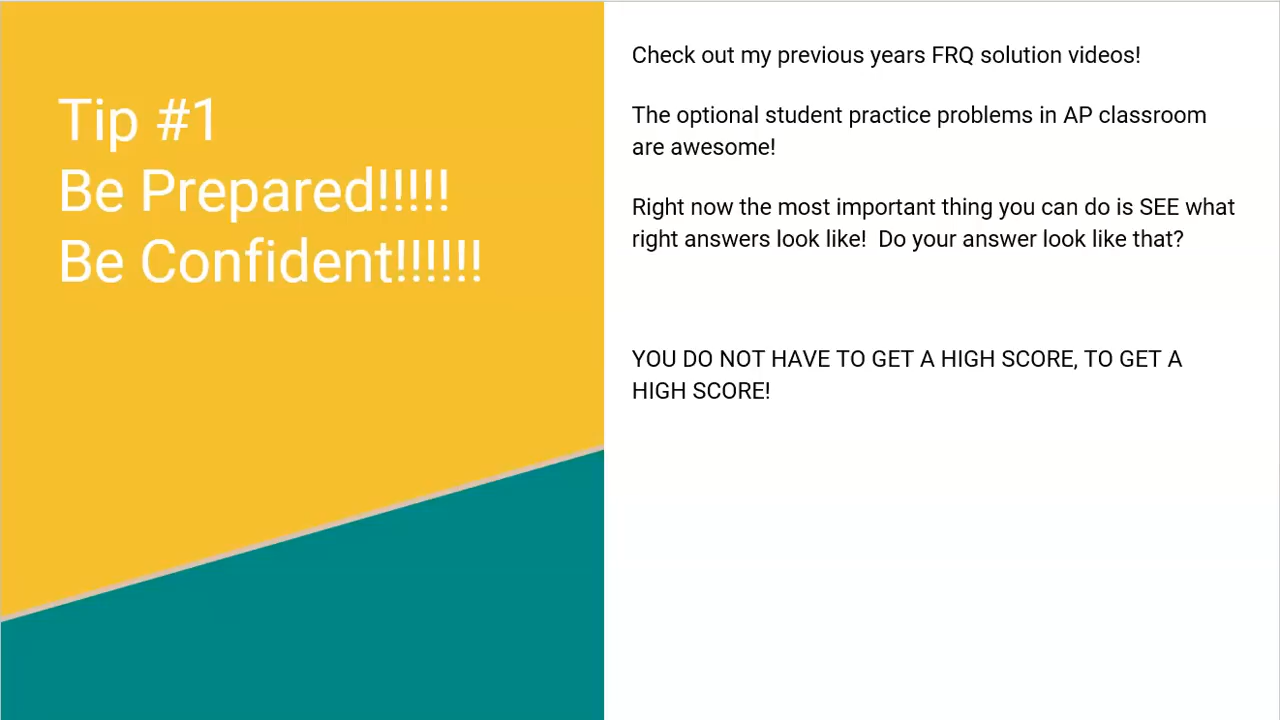 Tip #1
Be Prepared!!!!!
Be Confident!!!!!!
Check out my previous years FRQ solution videos!
The optional student practice problems in AP classroom
are awesome!
Right now the most important thing you can do is SEE what
right answers look like!  Do your answer look like that?
YOU DO NOT HAVE TO GET A HIGH SCORE, TO GET A
HIGH SCORE!